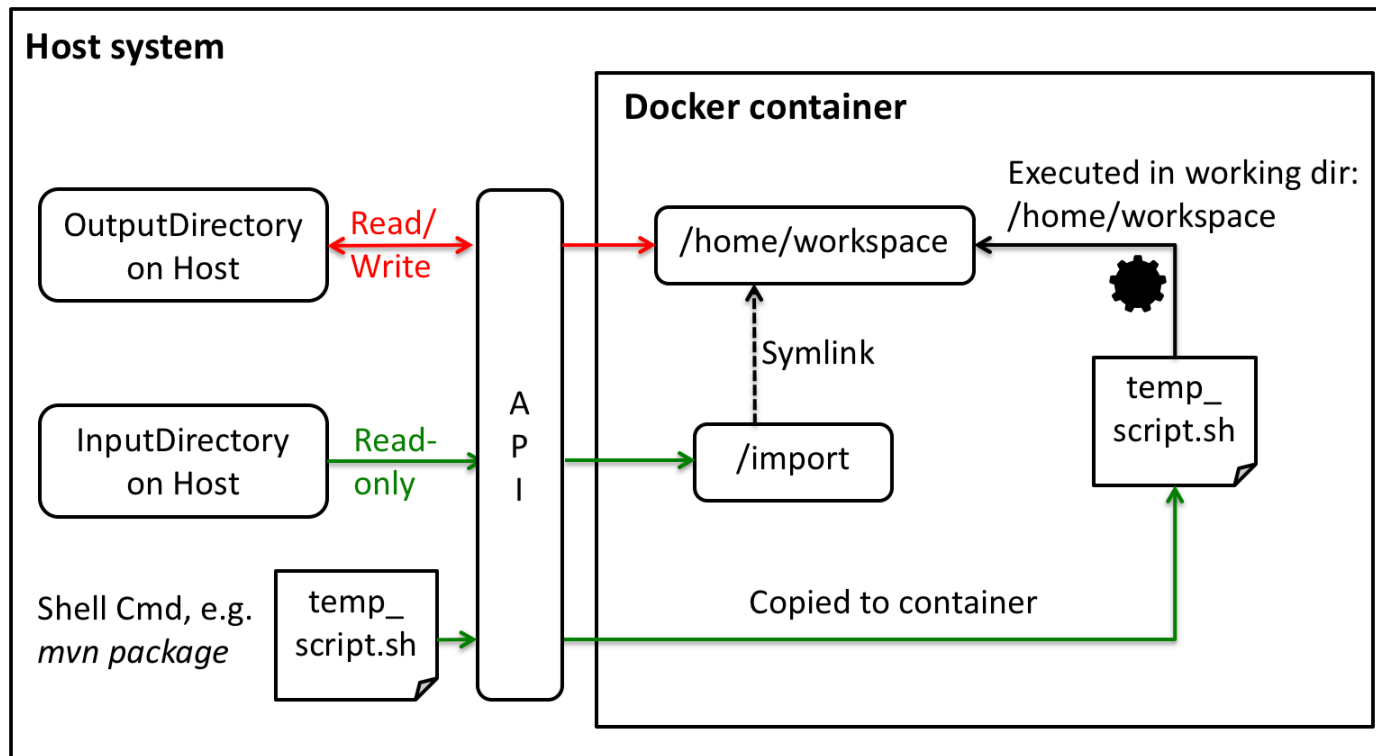 Host system
Docker container
Executed in working dir:
/home/workspace
OutputDirectory
on Host
Read/
Write
/home/workspace
Symlink
InputDirectory
on Host
Read-
only
A
P
I
/import
temp_
script.sh
Shell Cmd, e.g.
mvn package
temp_
script.sh
Copied to container